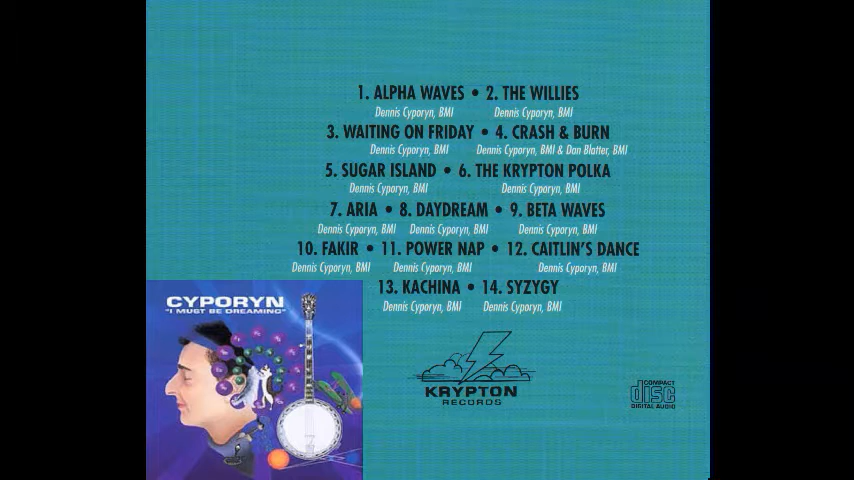 1. ALPHA WAVES • 2. THE WILLIES
Dennis Cyporyn, BMI Dennis Cyporyn, BMI
3. WAITING ON FRIDAY • 4. CRASH & BURN
Dennis Cyporyn, BMI Dennis Cyporyn, BMI & Dan Blatter, BMI
5. SUGAR ISLAND • 6. THE KRYPTON POLKA
Dennis Cyporyn, BMI Dennis Cyporyn, BMI
7. ARIA • 8. DAYDREAM • 9. BETA WAVES
Dennis Cyporyn, BMI Dennis Cyporyn, BMI Dennis Cyporyn, BMI
10. FAKIR • 11. POWER NAP • 12. CAITLIN'S DANCE
Dennis Cyporyn, BMI Dennis Cyporyn, BMI Dennis Cyporyn, BMI
13. KACHINA • 14. SYZYGY
Dennis Cyporyn, BMI Dennis Cyporyn, BMI
CYPORYN
"I MUST BE DREAMING"
KRYPTON
RECORDS
COMPACT
disc
DIGITAL AUDIO